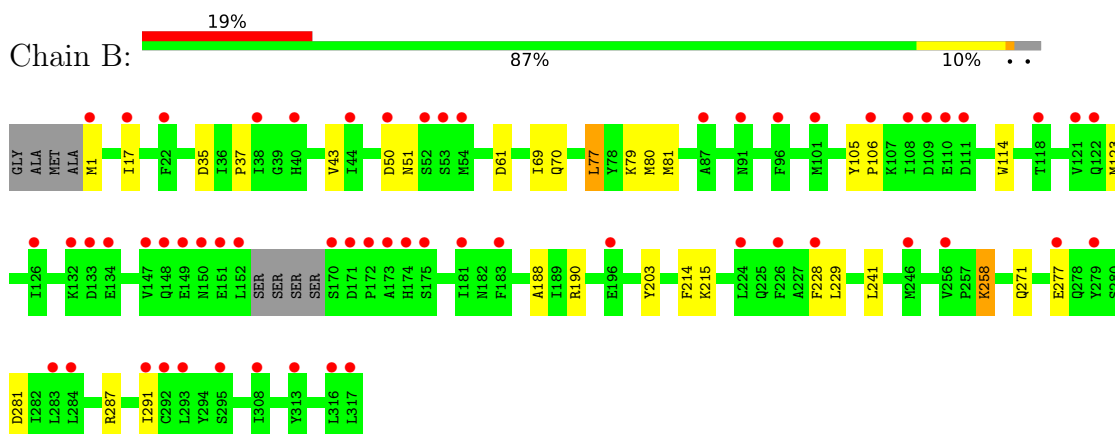 19%
Chain B:
87% 10% • •
GLY ALA MET ALA M1 I17 F22 D35 I36 P37 I38 G39 H40 V43 I44 D50 N51 S52 S53 M54 D61 I69 Q70 L77 Y78 K79 M80 M81 A87 N91 F96 M101 Y105 P106 K107 I108 D109 E110 D111 W114 T118 V121 Q122 M123
I126 K132 D133 E134 V147 Q148 E149 N150 E151 L152 SER SER SER SER S170 D171 P172 A173 H174 S175 I181 N182 F183 A188 I189 R190 E196 Y203 F214 K215 L224 Q225 F226 A227 F228 L229 L241 M246 V256 P257 K258 Q271 E277 Q278 Y279 S280
D281 I282 L283 L284 R287 I291 C292 L293 Y294 S295 I308 Y313 L316 L317